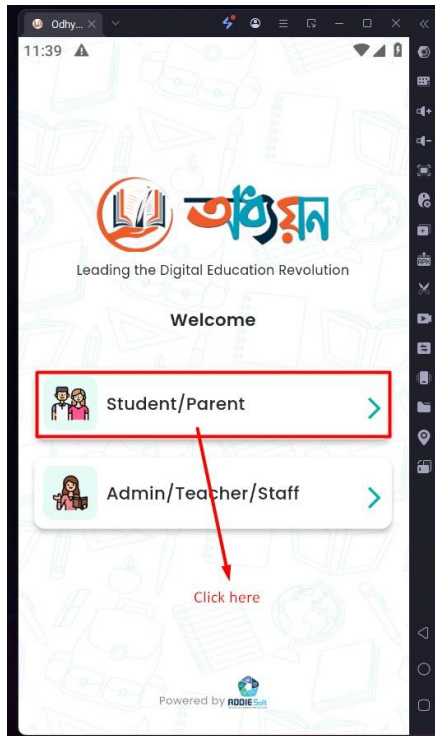 Odhy...
11:39
অধ্যয়ন
Leading the Digital Education Revolution
Welcome
Student/Parent
Admin/Teacher/Staff
Click here
Powered by ADDIE Soft